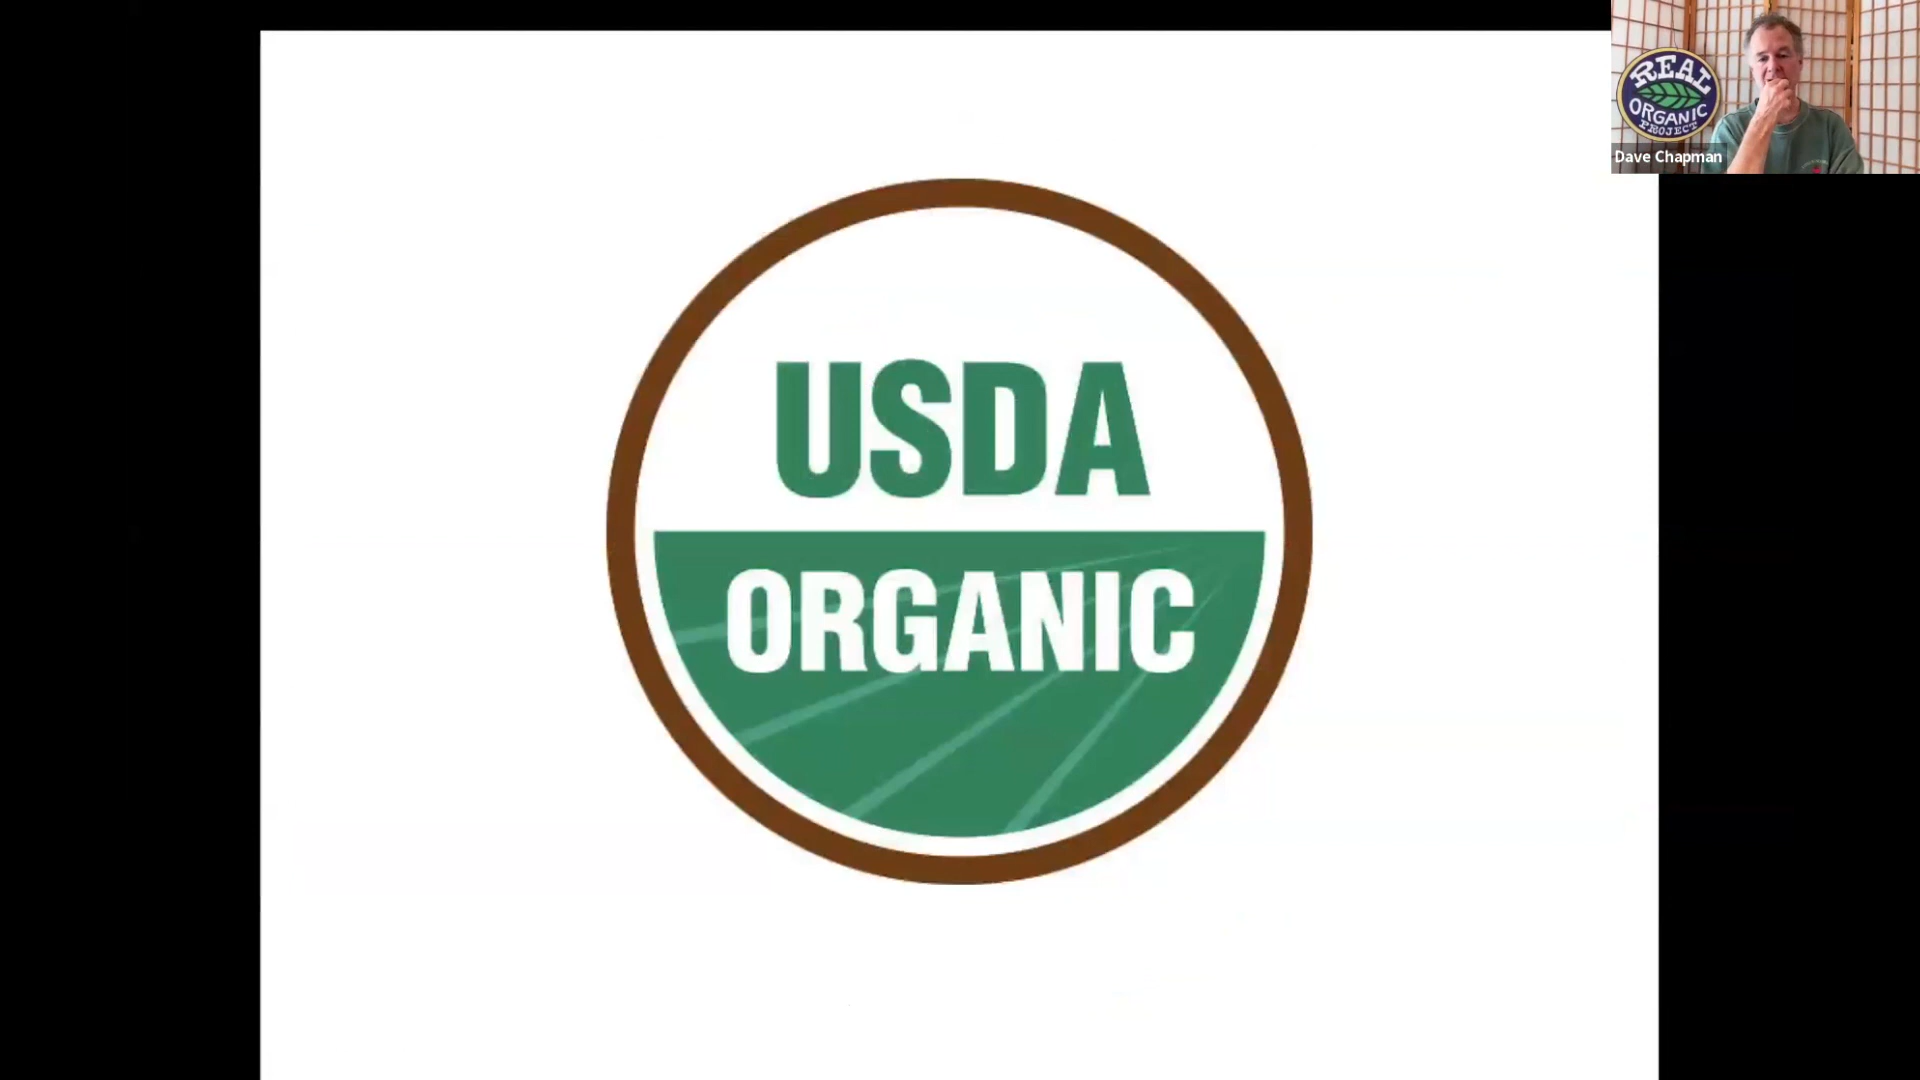 USDA
ORGANIC
REAL
ORGANIC
PROJECT
Dave Chapman